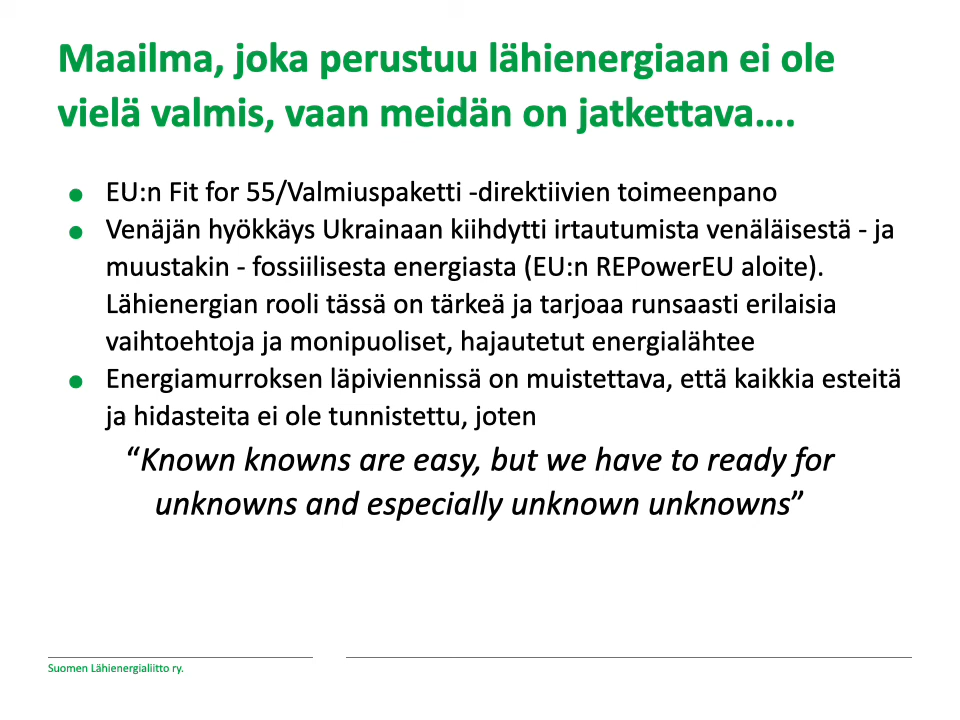 Maailma, joka perustuu lähienergiaan ei ole
vielä valmis, vaan meidän on jatkettava….
● EU:n Fit for 55/Valmiuspaketti -direktiivien toimeenpano
● Venäjän hyökkäys Ukrainaan kiihdytti irtautumista venäläisestä - ja
muustakin - fossiilisesta energiasta (EU:n REPowerEU aloite).
Lähienergian rooli tässä on tärkeä ja tarjoaa runsaasti erilaisia
vaihtoehtoja ja monipuoliset, hajautetut energialähtee
● Energiamurroksen läpiviennissä on muistettava, että kaikkia esteitä
ja hidasteita ei ole tunnistettu, joten
“Known knowns are easy, but we have to ready for
unknowns and especially unknown unknowns”
Suomen Lähienergialiitto ry.